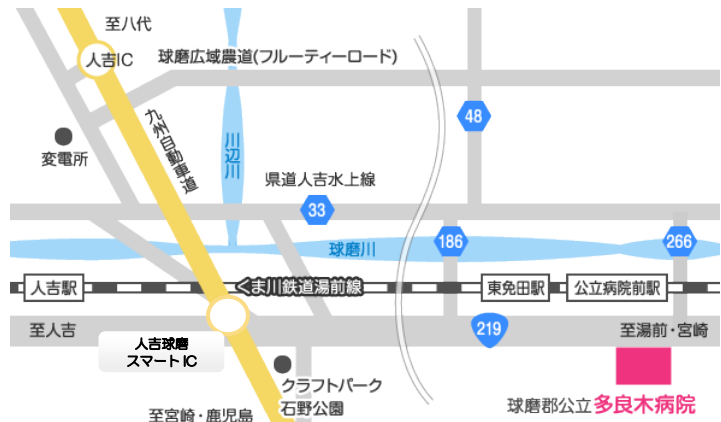 至八代
人吉IC
球磨広域農道(フルーティーロード)
48
九州自動車道
変電所
川辺川
県道人吉水上線
33
球磨川
186
266
人吉駅
くま川鉄道湯前線
東免田駅
公立病院前駅
至人吉
219
至湯前・宮崎
人吉球磨
スマートIC
クラフトパーク
石野公園
球磨郡公立多良木病院
至宮崎・鹿児島